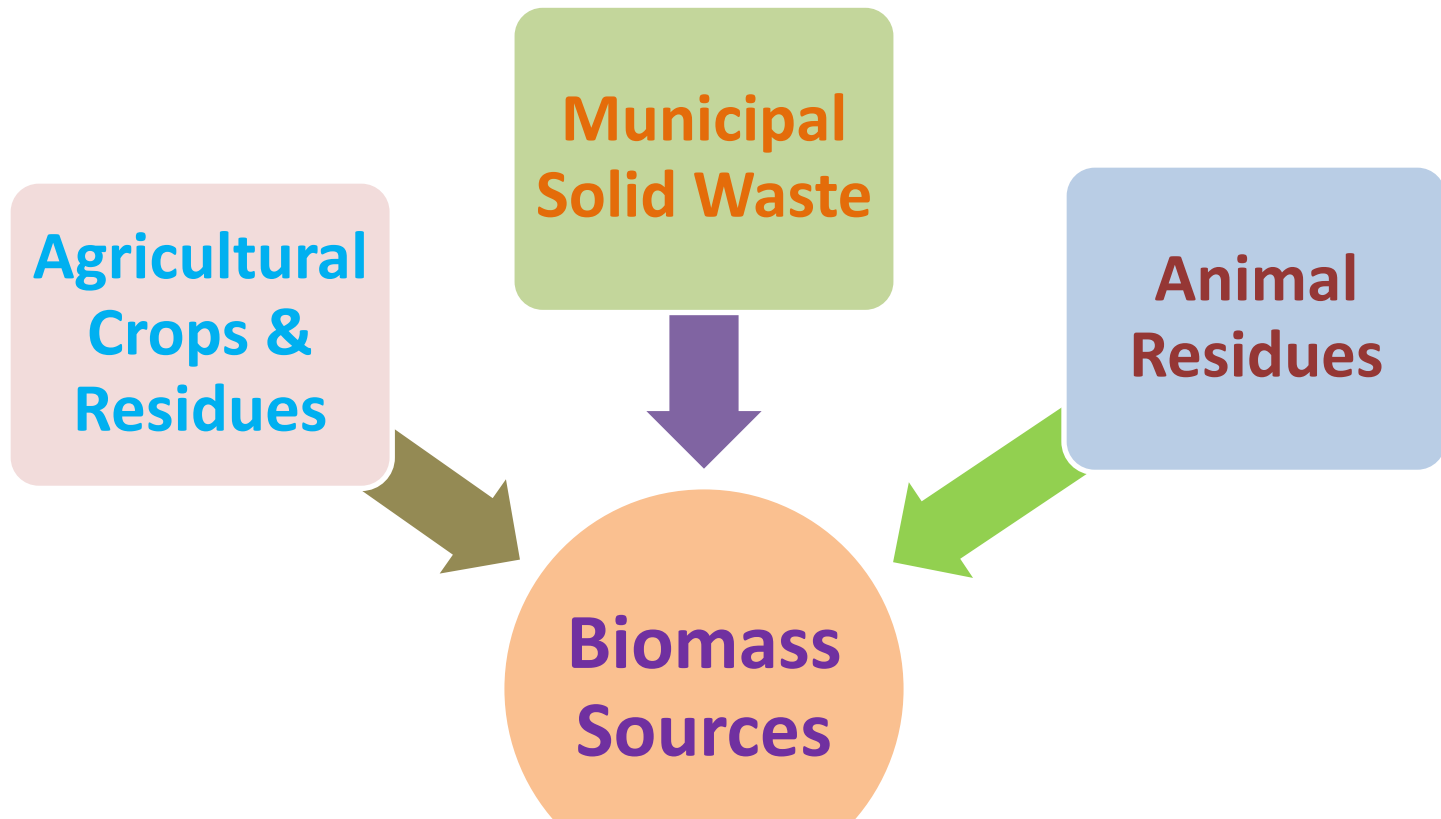 Municipal
Solid Waste
Agricultural
Crops &
Residues
Animal
Residues
Biomass
Sources